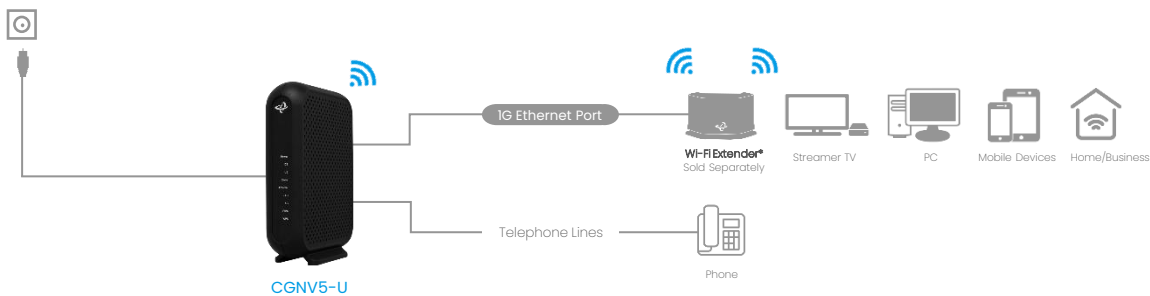 1G Ethernet Port
Wi-Fi Extender*
Sold Separately
Streamer TV
PC
Mobile Devices
Home/Business
Telephone Lines
Phone
CGNV5-U